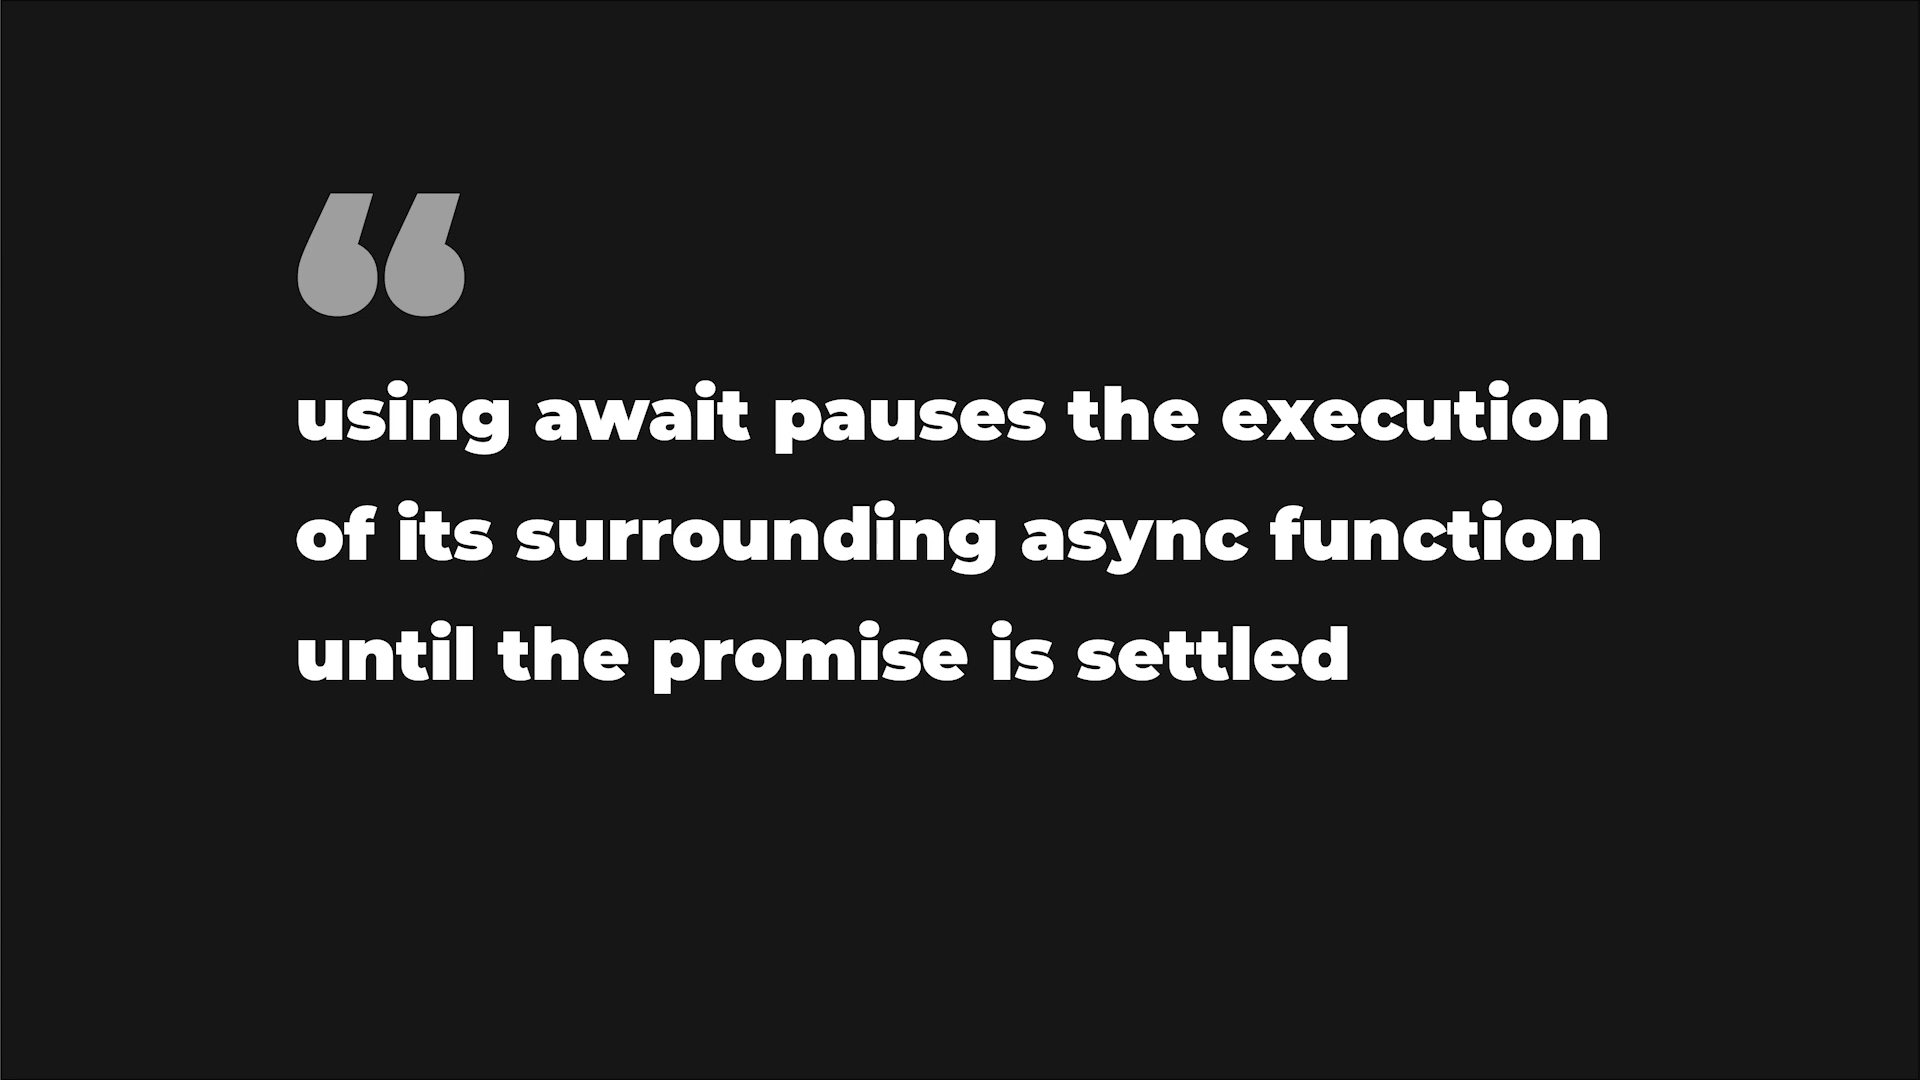 “
using await pauses the execution
of its surrounding async function
until the promise is settled